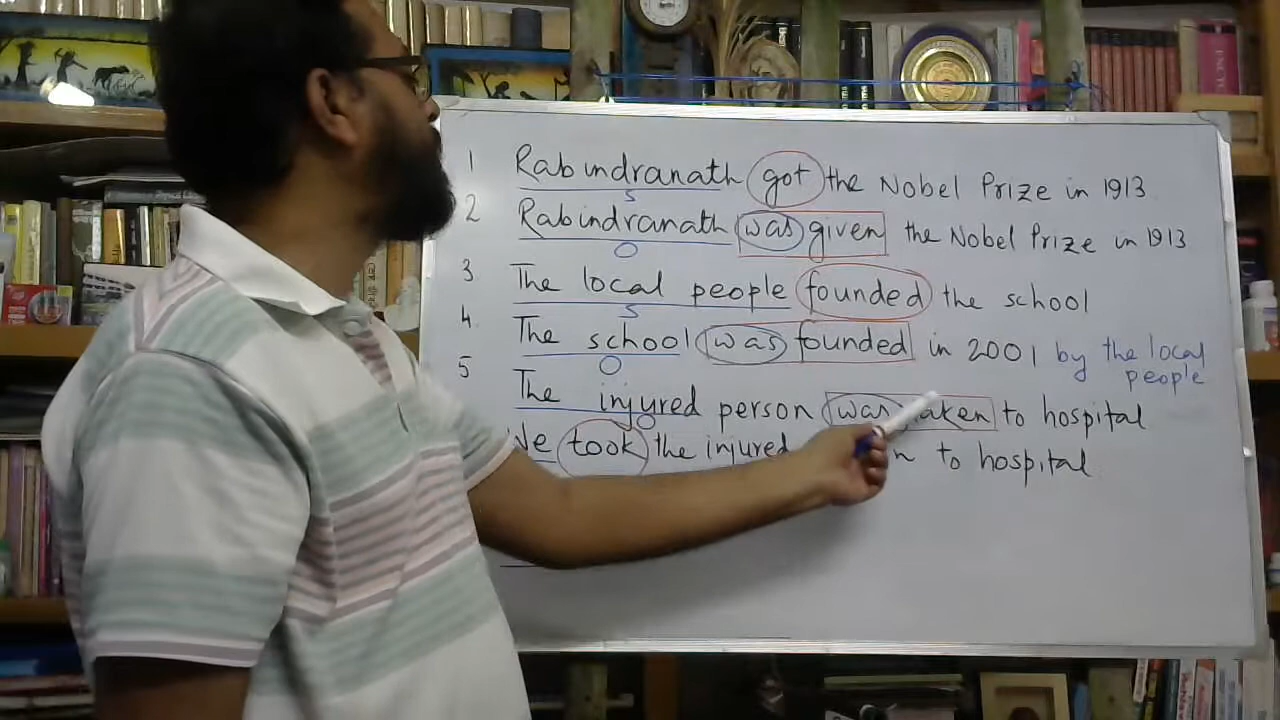 1 Rabindranath got the Nobel Prize in 1913
S
2 Rabindranath was given the Nobel Prize in 1913
O
3 The local people founded the school
S
4. The school was founded in 2001 by the local people
O
5 The injured person was taken to hospital
O
took the injured to hospital